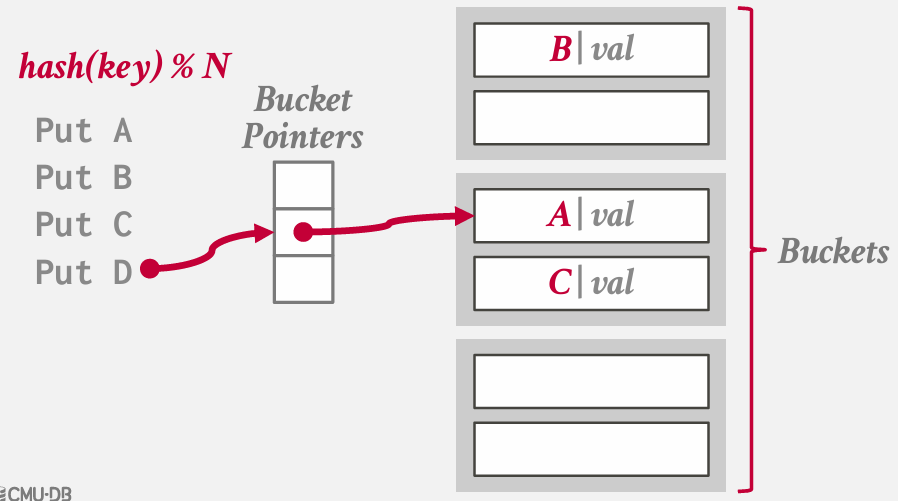 hash(key) % N
Put A
Put B
Put C
Put D
Bucket
Pointers
B|val
A|val
C|val
Buckets
CMU·DB